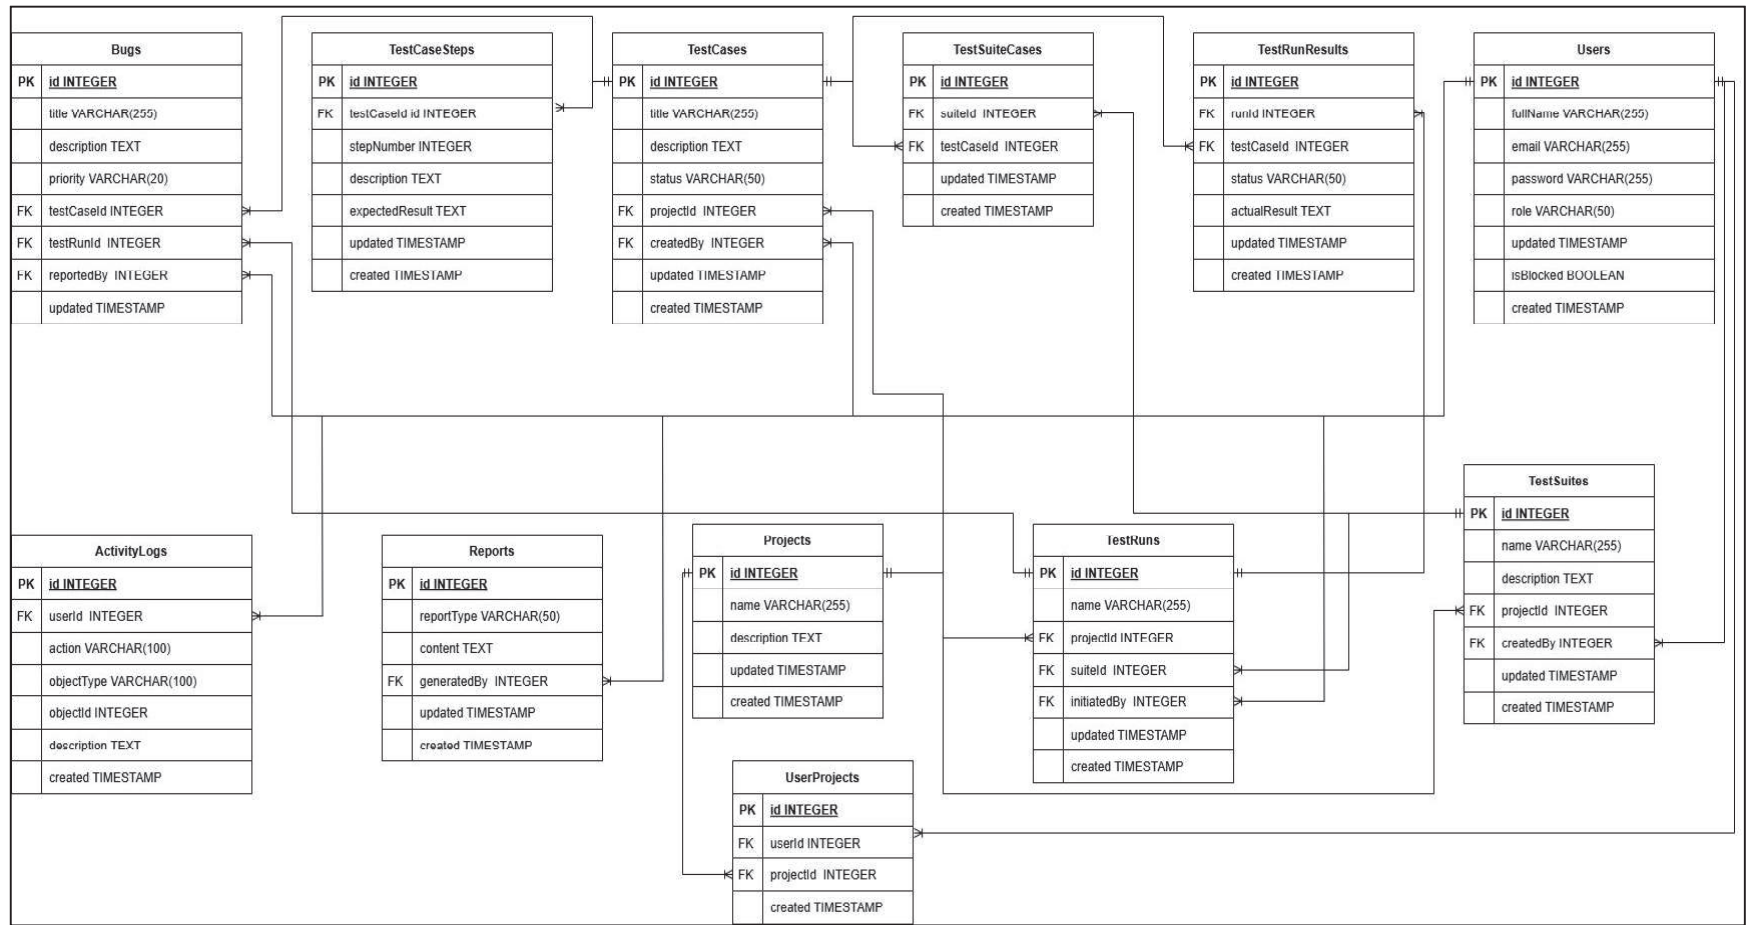 Bugs
PK id INTEGER
title VARCHAR(255)
description TEXT
priority VARCHAR(20)
FK testCaseId INTEGER
FK testRunId INTEGER
FK reportedBy INTEGER
updated TIMESTAMP
TestCaseSteps
PK id INTEGER
FK testCaseId id INTEGER
stepNumber INTEGER
description TEXT
expectedResult TEXT
updated TIMESTAMP
created TIMESTAMP
TestCases
PK id INTEGER
title VARCHAR(255)
description TEXT
status VARCHAR(50)
FK projectId INTEGER
FK createdBy INTEGER
updated TIMESTAMP
created TIMESTAMP
TestSuiteCases
PK id INTEGER
FK suiteId INTEGER
FK testCaseId INTEGER
updated TIMESTAMP
created TIMESTAMP
TestRunResults
PK id INTEGER
FK runId INTEGER
FK testCaseId INTEGER
status VARCHAR(50)
actualResult TEXT
updated TIMESTAMP
created TIMESTAMP
Users
PK id INTEGER
fullName VARCHAR(255)
email VARCHAR(255)
password VARCHAR(255)
role VARCHAR(50)
updated TIMESTAMP
isBlocked BOOLEAN
created TIMESTAMP
ActivityLogs
PK id INTEGER
FK userId INTEGER
action VARCHAR(100)
objectType VARCHAR(100)
objectId INTEGER
description TEXT
created TIMESTAMP
Reports
PK id INTEGER
reportType VARCHAR(50)
content TEXT
FK generatedBy INTEGER
updated TIMESTAMP
created TIMESTAMP
Projects
PK id INTEGER
name VARCHAR(255)
description TEXT
updated TIMESTAMP
created TIMESTAMP
TestRuns
PK id INTEGER
name VARCHAR(255)
FK projectId INTEGER
FK suiteId INTEGER
FK initiatedBy INTEGER
updated TIMESTAMP
created TIMESTAMP
TestSuites
PK id INTEGER
name VARCHAR(255)
description TEXT
FK projectId INTEGER
FK createdBy INTEGER
updated TIMESTAMP
created TIMESTAMP
UserProjects
PK id INTEGER
FK userId INTEGER
FK projectId INTEGER
created TIMESTAMP